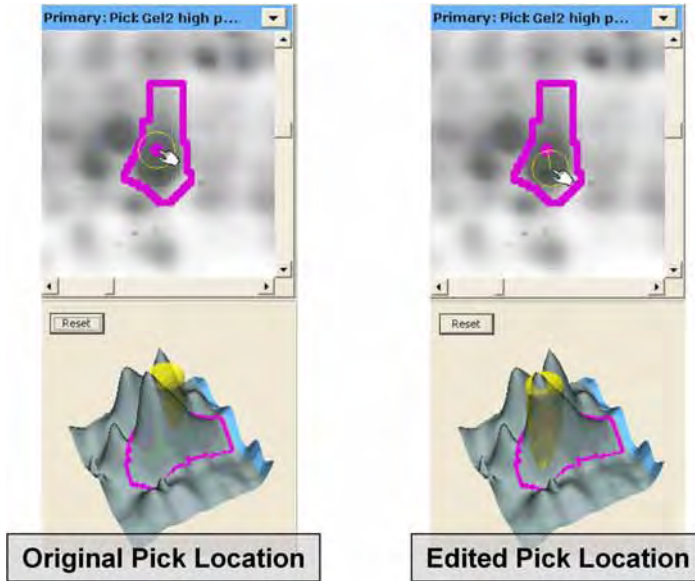 Primary: Pick Gel2 high p...
Primary: Pick Gel2 high p...
Reset
Reset
Original Pick Location
Edited Pick Location